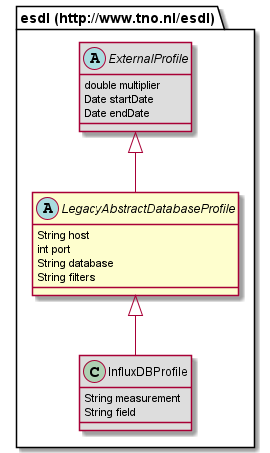 esdl (http://www.tno.nl/esdl)
A ExternalProfile
double multiplier
Date startDate
Date endDate
A LegacyAbstractDatabaseProfile
String host
int port
String database
String filters
C InfluxDBProfile
String measurement
String field